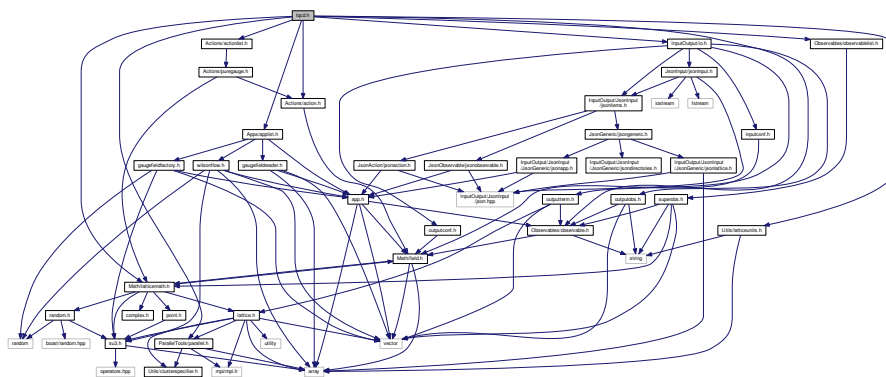 lqcd.h
Actions/actionlist.h
InputOutput/io.h
Observables/observablelist.h
Actions/puregauge.h
JsonInput/jsoninput.h
Actions/action.h
InputOutput/JsonInput
/jsonitems.h
iostream
fstream
Apps/applist.h
JsonGeneric/jsongeneric.h
inputconf.h
gaugefieldfactory.h
wilsonflow.h
gaugefieldreader.h
JsonAction/jsonaction.h
JsonObservable/jsonobservable.h
InputOutput/JsonInput
/JsonGeneric/jsonapp.h
InputOutput/JsonInput
/JsonGeneric/jsondirectories.h
InputOutput/JsonInput
/JsonGeneric/jsonlattice.h
app.h
InputOutput/JsonInput
/json.hpp
outputterm.h
outputobs.h
superobs.h
outputconf.h
Observables/observable.h
Utils/latticeunits.h
Math/field.h
string
Math/latticemath.h
random.h
complex.h
point.h
lattice.h
random
boost/random.hpp
su3.h
ParallelTools/parallel.h
utility
vector
operators.hpp
Utils/clusterspecifier.h
mpi/mpi.h
array